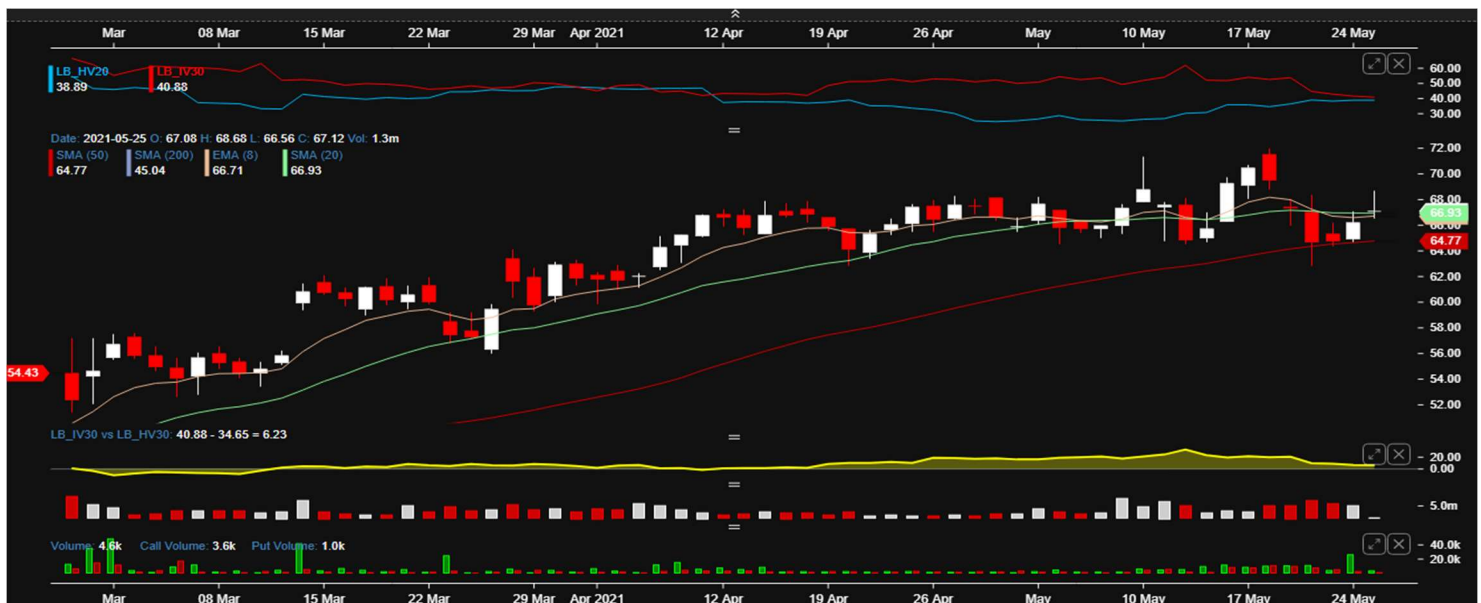 Mar 08 Mar 15 Mar 22 Mar 29 Mar Apr 2021 12 Apr 19 Apr 26 Apr May 10 May 17 May 24 May
LB_HV20 LB_IV30
38.89 40.88
60.00
50.00
40.00
30.00
Date: 2021-05-25 O: 67.08 H: 68.68 L: 66.56 C: 67.12 Vol: 1.3m
SMA (50) SMA (200) EMA (8) SMA (20)
64.77 45.04 66.71 66.93
72.00
70.00
68.00
66.93
66.00
64.77
64.00
62.00
60.00
58.00
56.00
54.43
54.00
52.00
LB_IV30 vs LB_HV30: 40.88 - 34.65 = 6.23
20.00
0.00
5.0m
Volume: 4.6k Call Volume: 3.6k Put Volume: 1.0k
40.0k
20.0k
Mar 08 Mar 15 Mar 22 Mar 29 Mar Apr 2021 12 Apr 19 Apr 26 Apr May 10 May 17 May 24 May